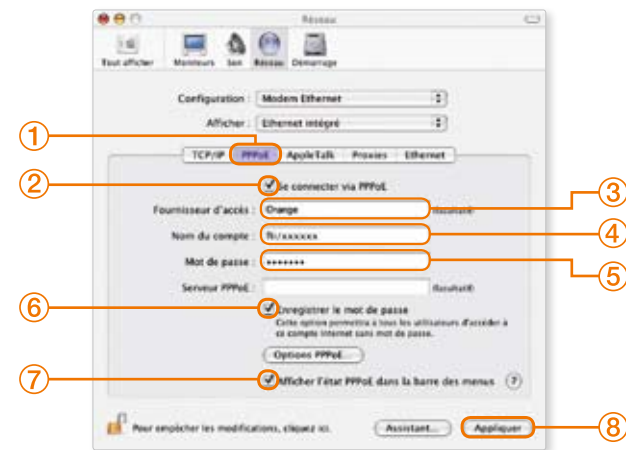 Réseau
Tout afficher Moniteurs Son Réseau Démarrage
Configuration : Modem Ethernet
Afficher : Ethernet intégré
1
TCP/IP PPPoE AppleTalk Proxies Ethernet
2
Se connecter via PPPoE
Fournisseur d'accès : Orange (facultatif)
3
Nom du compte : fti/xxxxxx
4
Mot de passe : •••••••
5
Serveur PPPoE : (facultatif)
6
Enregistrer le mot de passe
Cette option permettra à tous les utilisateurs d'accéder à
ce compte Internet sans mot de passe.
Options PPPoE...
7
Afficher l'état PPPoE dans la barre des menus ?
Pour empêcher les modifications, cliquez ici. Assistant... Appliquer
8